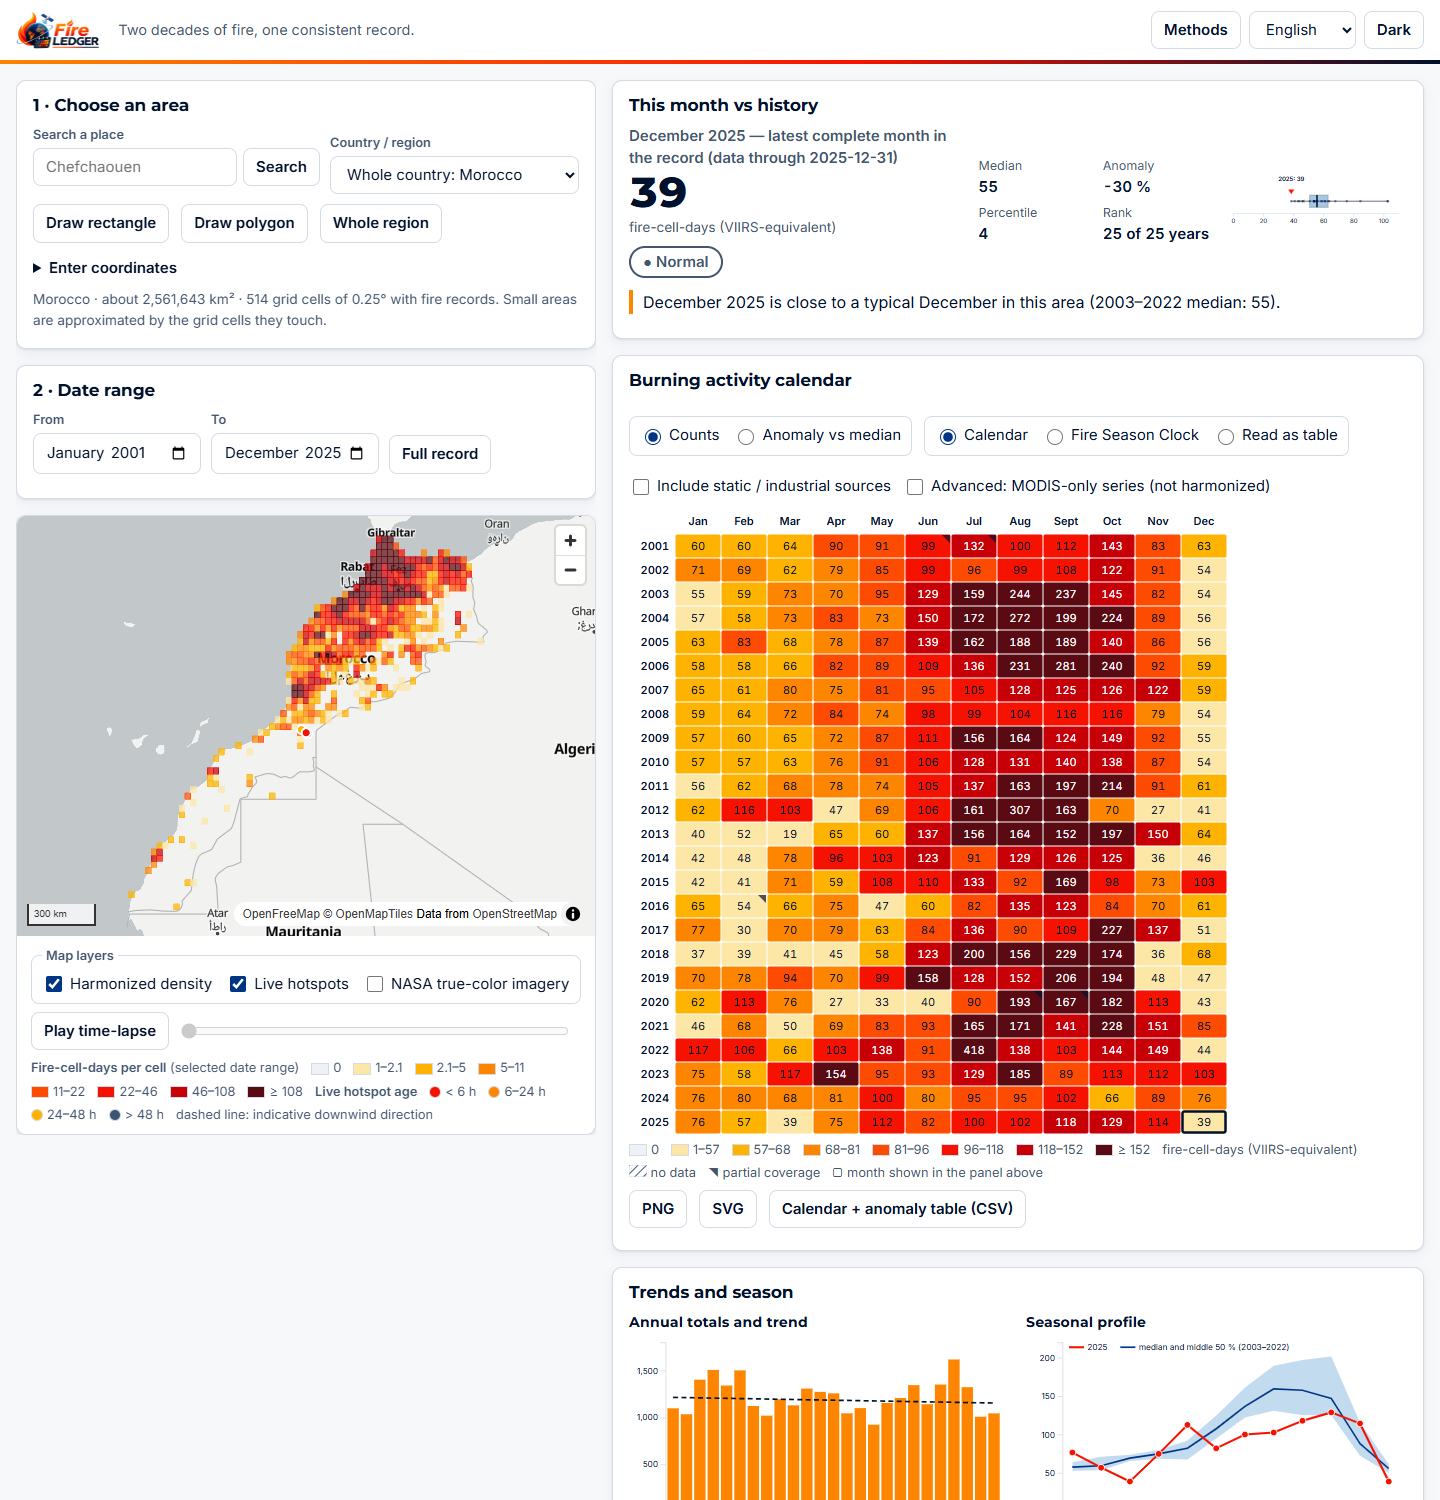 Fire
LEDGER
Two decades of fire, one consistent record.
Methods
English
Dark
1 · Choose an area
Search a place
Country / region
Chefchaouen
Search
Whole country: Morocco
Draw rectangle
Draw polygon
Whole region
Enter coordinates
Morocco · about 2,561,643 km² · 514 grid cells of 0.25° with fire records. Small areas
are approximated by the grid cells they touch.
2 · Date range
From
To
January 2001
December 2025
Full record
Gibraltar
Oran
وهران
Rabat
Morocco
Algeri
Atar
أطار
Mauritania
300 km
OpenFreeMap © OpenMapTiles Data from OpenStreetMap
Map layers
Harmonized density
Live hotspots
NASA true-color imagery
Play time-lapse
Fire-cell-days per cell (selected date range) 0 1–2.1 2.1–5 5–11
11–22 22–46 46–108 ≥ 108 Live hotspot age < 6 h 6–24 h
24–48 h > 48 h dashed line: indicative downwind direction
This month vs history
December 2025 — latest complete month in
the record (data through 2025-12-31)
39
fire-cell-days (VIIRS-equivalent)
Normal
Median
55
Anomaly
-30 %
Percentile
4
Rank
25 of 25 years
2025: 39
0 20 40 60 80 100
December 2025 is close to a typical December in this area (2003–2022 median: 55).
Burning activity calendar
Counts
Anomaly vs median
Calendar
Fire Season Clock
Read as table
Include static / industrial sources
Advanced: MODIS-only series (not harmonized)
Jan Feb Mar Apr May Jun Jul Aug Sept Oct Nov Dec
2001 60 60 64 90 91 99 132 100 112 143 83 63
2002 71 69 62 79 85 99 96 99 108 122 91 54
2003 55 59 73 70 95 129 159 244 237 145 82 54
2004 57 58 73 83 73 150 172 272 199 224 89 56
2005 63 83 68 78 87 139 162 188 189 140 86 56
2006 58 58 66 82 89 109 136 231 281 240 92 59
2007 65 61 80 75 81 95 105 128 125 126 122 59
2008 59 64 72 84 74 98 99 104 116 116 79 54
2009 57 60 65 72 87 111 156 164 124 149 92 55
2010 57 57 63 76 91 106 128 131 140 138 87 54
2011 56 62 68 78 74 105 137 163 197 214 91 61
2012 62 116 103 47 69 106 161 307 163 70 27 41
2013 40 52 19 65 60 137 156 164 152 197 150 64
2014 42 48 78 96 103 123 91 129 126 125 36 46
2015 42 41 71 59 108 110 133 92 169 98 73 103
2016 65 54 66 75 47 60 82 135 123 84 70 61
2017 77 30 70 79 63 84 136 90 109 227 137 51
2018 37 39 41 45 58 123 200 156 229 174 36 68
2019 70 78 94 70 99 158 128 152 206 194 48 47
2020 62 113 76 27 33 40 90 193 167 182 113 43
2021 46 68 50 69 83 93 165 171 141 228 151 85
2022 117 106 66 103 138 91 418 138 103 144 149 44
2023 75 58 117 154 95 93 129 185 89 113 112 103
2024 76 80 68 81 100 80 95 95 102 66 89 76
2025 76 57 39 75 112 82 100 102 118 129 114 39
0 1–57 57–68 68–81 81–96 96–118 118–152 ≥ 152 fire-cell-days (VIIRS-equivalent)
no data partial coverage month shown in the panel above
PNG
SVG
Calendar + anomaly table (CSV)
Trends and season
Annual totals and trend
1,500
1,000
500
Seasonal profile
2025 median and middle 50 % (2003–2022)
200
150
100
50